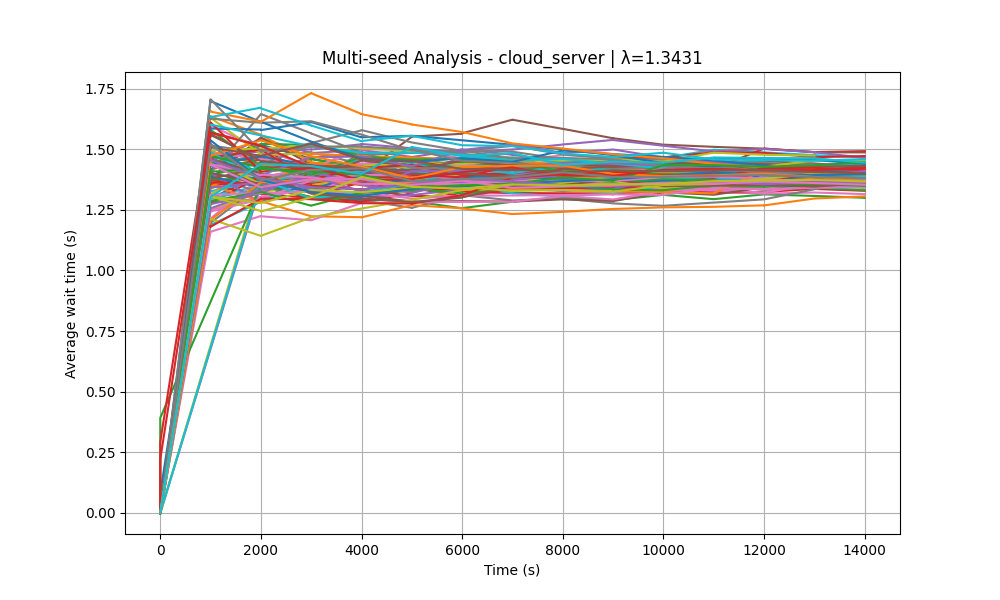 Multi-seed Analysis - cloud_server | λ=1.3431
1.75
1.50
1.25
1.00
0.75
0.50
0.25
0.00
Average wait time (s)
0 2000 4000 6000 8000 10000 12000 14000
Time (s)